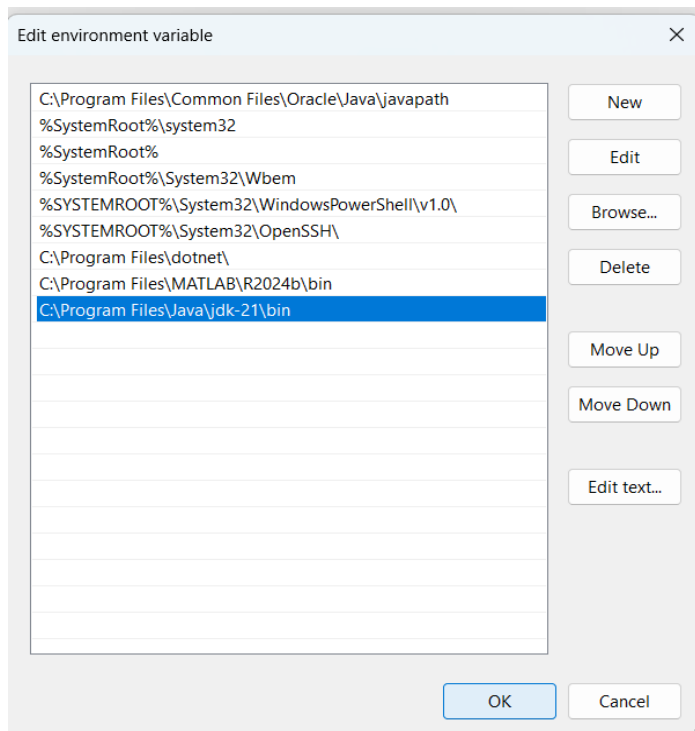 Edit environment variable
C:\Program Files\Common Files\Oracle\Java\javapath
New
%SystemRoot%\system32
%SystemRoot%
Edit
%SystemRoot%\System32\Wbem
%SYSTEMROOT%\System32\WindowsPowerShell\v1.0\
Browse...
%SYSTEMROOT%\System32\OpenSSH\
C:\Program Files\dotnet\
Delete
C:\Program Files\MATLAB\R2024b\bin
C:\Program Files\Java\jdk-21\bin
Move Up
Move Down
Edit text...
OK
Cancel